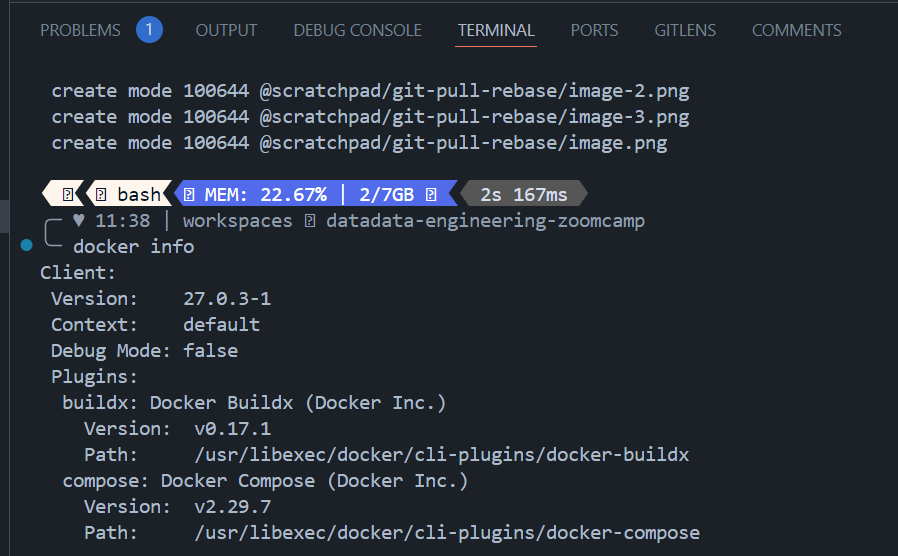 PROBLEMS 1 OUTPUT DEBUG CONSOLE TERMINAL PORTS GITLENS COMMENTS
create mode 100644 @scratchpad/git-pull-rebase/image-2.png
create mode 100644 @scratchpad/git-pull-rebase/image-3.png
create mode 100644 @scratchpad/git-pull-rebase/image.png
bash MEM: 22.67% | 2/7GB 2s 167ms
♥ 11:38 | workspaces datadata-engineering-zoomcamp
docker info
Client:
Version: 27.0.3-1
Context: default
Debug Mode: false
Plugins:
buildx: Docker Buildx (Docker Inc.)
Version: v0.17.1
Path: /usr/libexec/docker/cli-plugins/docker-buildx
compose: Docker Compose (Docker Inc.)
Version: v2.29.7
Path: /usr/libexec/docker/cli-plugins/docker-compose